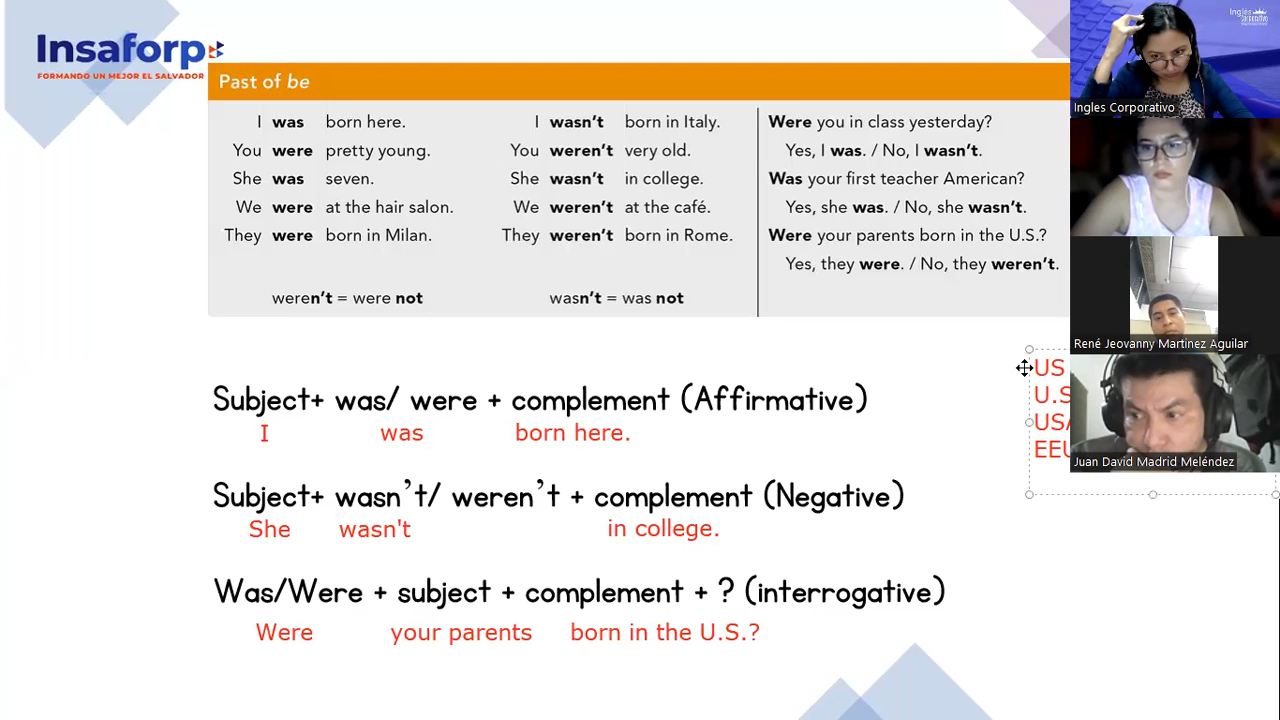 Insaforp
FORMANDO UN MEJOR EL SALVADOR
Past of be
I was born here.
You were pretty young.
She was seven.
We were at the hair salon.
They were born in Milan.
weren't = were not
I wasn't born in Italy.
You weren't very old.
She wasn't in college.
We weren't at the café.
They weren't born in Rome.
wasn't = was not
Were you in class yesterday?
Yes, I was. / No, I wasn't.
Was your first teacher American?
Yes, she was. / No, she wasn't.
Were your parents born in the U.S.?
Yes, they were. / No, they weren't.
Subject+ was/ were + complement (Affirmative)
I was born here.
Subject+ wasn't/ weren't + complement (Negative)
She wasn't in college.
Was/Were + subject + complement + ? (interrogative)
Were your parents born in the U.S.?
US
Ingles Corporativo
René Jeovanny Martinez Aguilar
Juan David Madrid Meléndez